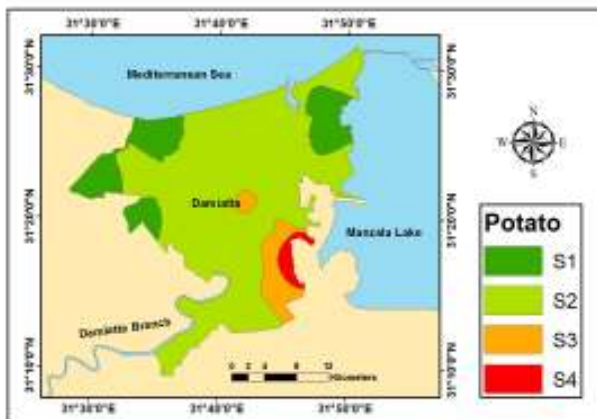 31°30'0"E 31°40'0"E 31°50'0"E
31°30'0"N
31°30'0"N
Mediterranean Sea
N
W E
S
31°20'0"N
31°20'0"N
Damiatta
Manzala Lake
Potato
S1
S2
S3
S4
Damietta Branch
0 2 4 8 12
Kilometers
31°10'0"N
31°10'0"N
31°30'0"E 31°40'0"E 31°50'0"E